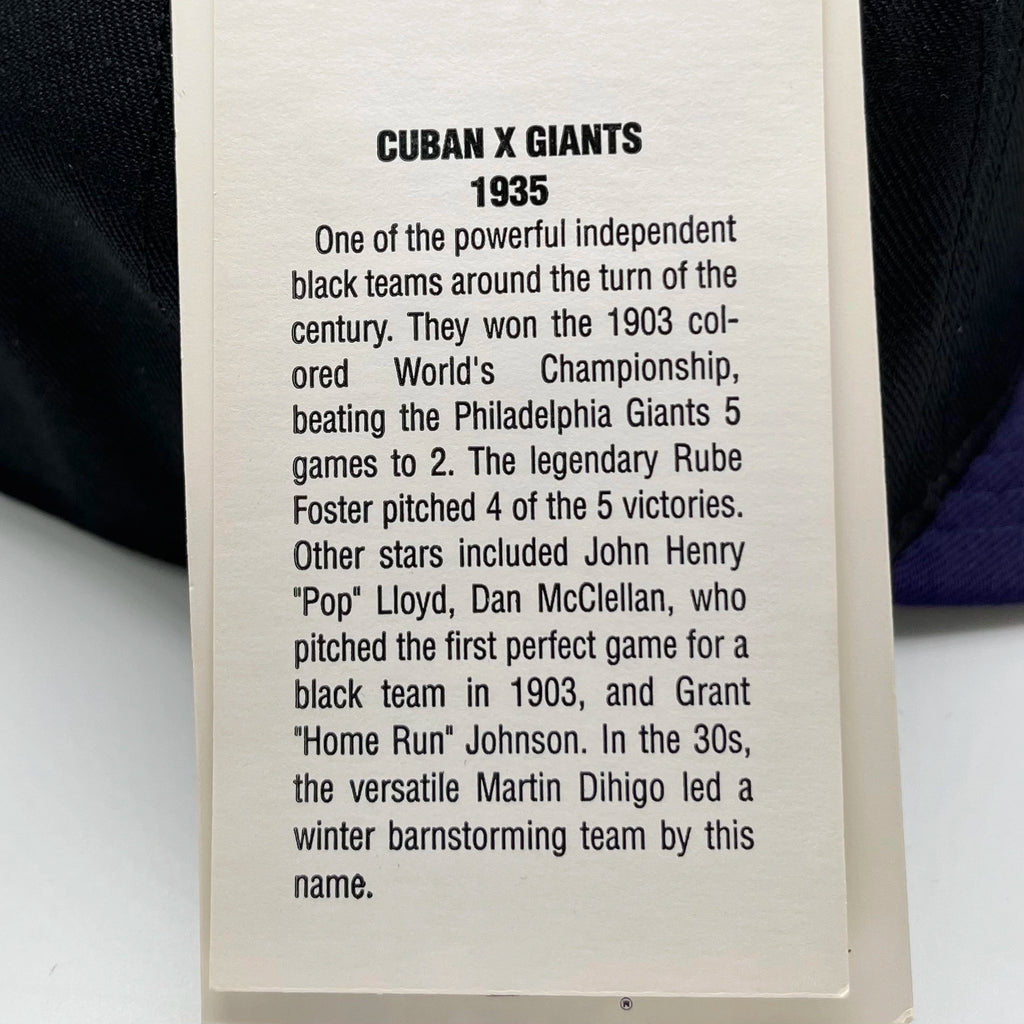 CUBAN X GIANTS
1935
One of the powerful independent
black teams around the turn of the
century. They won the 1903 col-
ored World's Championship,
beating the Philadelphia Giants 5
games to 2. The legendary Rube
Foster pitched 4 of the 5 victories.
Other stars included John Henry
"Pop" Lloyd, Dan McClellan, who
pitched the first perfect game for a
black team in 1903, and Grant
"Home Run" Johnson. In the 30s,
the versatile Martin Dihigo led a
winter barnstorming team by this
name.
®